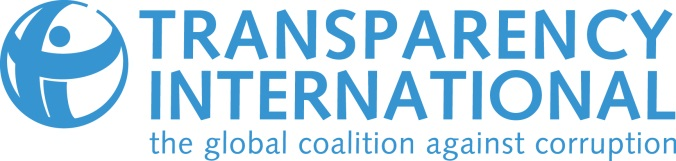 TRANSPARENCY
INTERNATIONAL
the global coalition against corruption